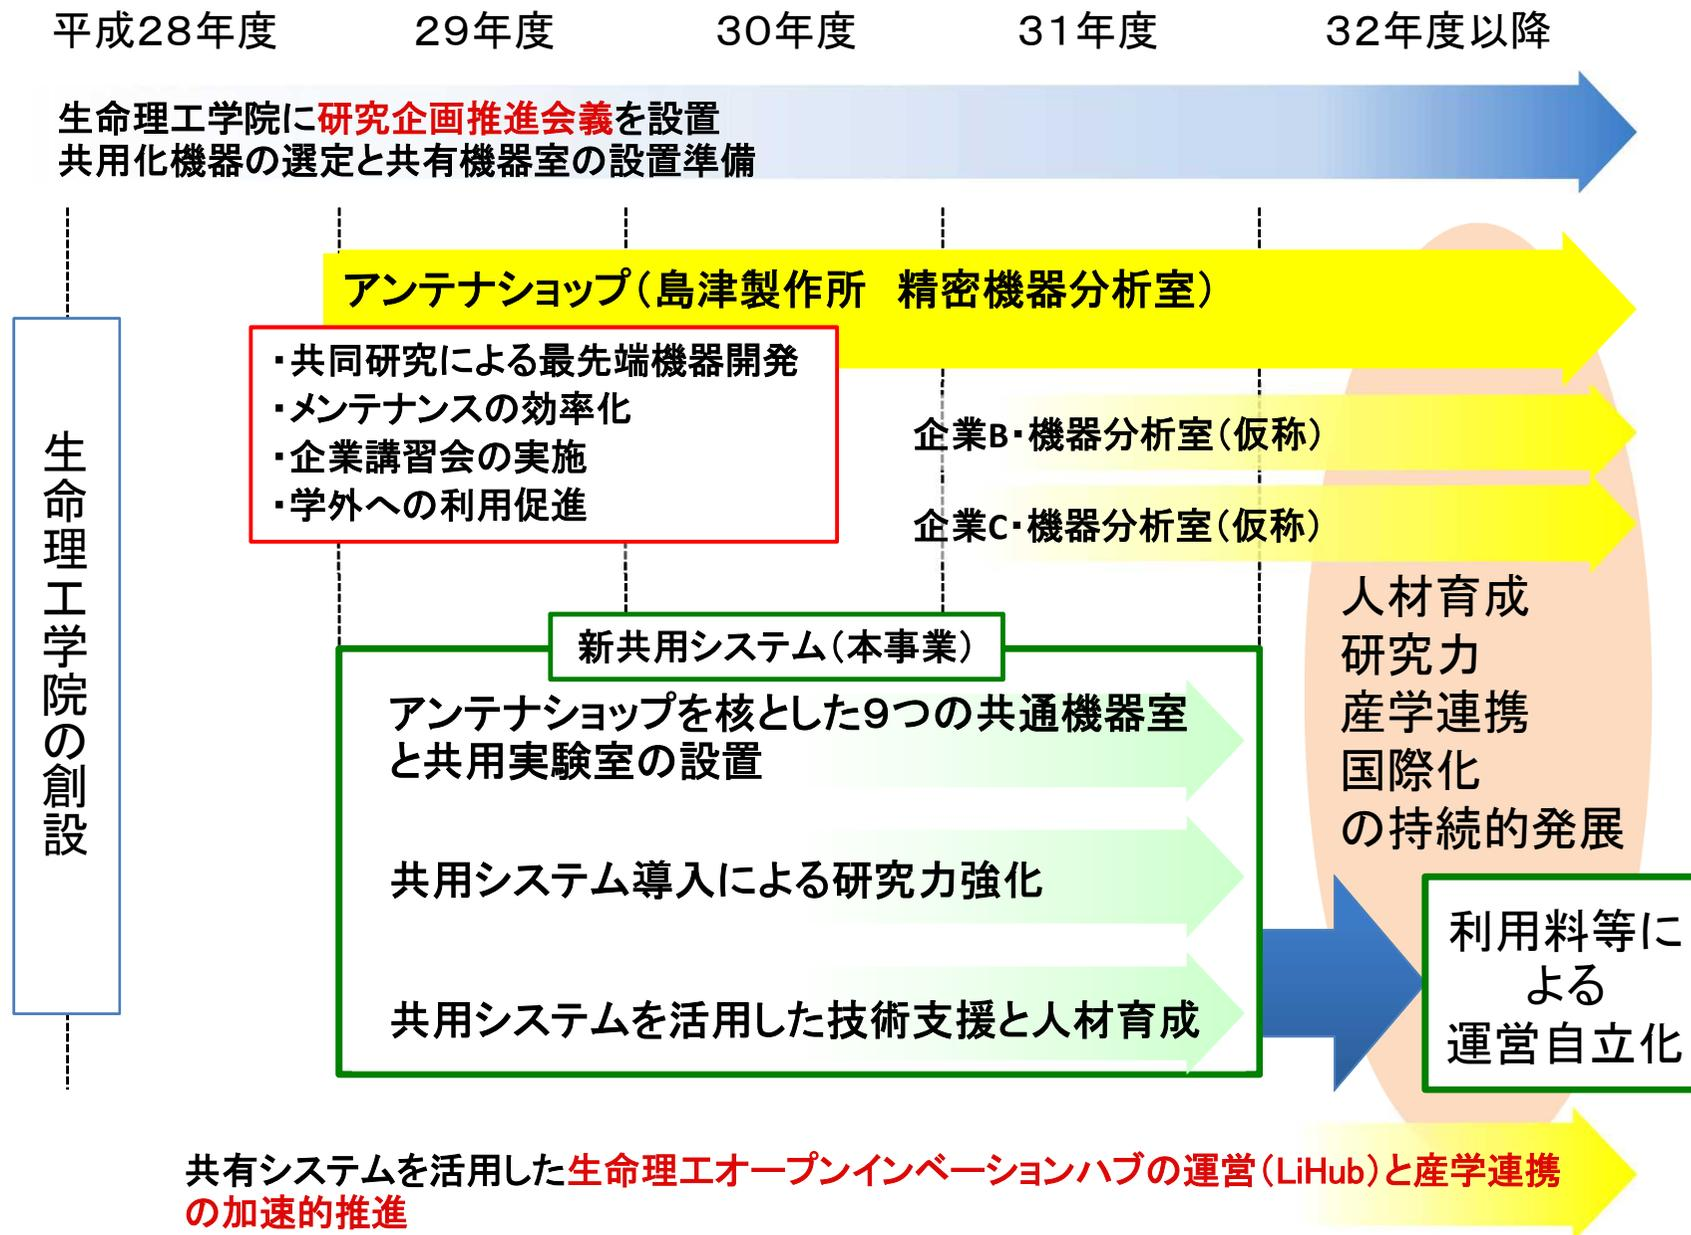 平成28年度　29年度　30年度　31年度　32年度以降
生命理工学院に研究企画推進会議を設置
共用化機器の選定と共有機器室の設置準備
生命理工学院の創設
アンテナショップ（島津製作所　精密機器分析室）
・共同研究による最先端機器開発
・メンテナンスの効率化
・企業講習会の実施
・学外への利用促進
企業B・機器分析室（仮称）
企業C・機器分析室（仮称）
新共用システム（本事業）
アンテナショップを核とした9つの共通機器室
と共用実験室の設置
共用システム導入による研究力強化
共用システムを活用した技術支援と人材育成
人材育成
研究力
産学連携
国際化
の持続的発展
利用料等に
よる
運営自立化
共有システムを活用した生命理工オープンインベーションハブの運営（LiHub）と産学連携
の加速的推進